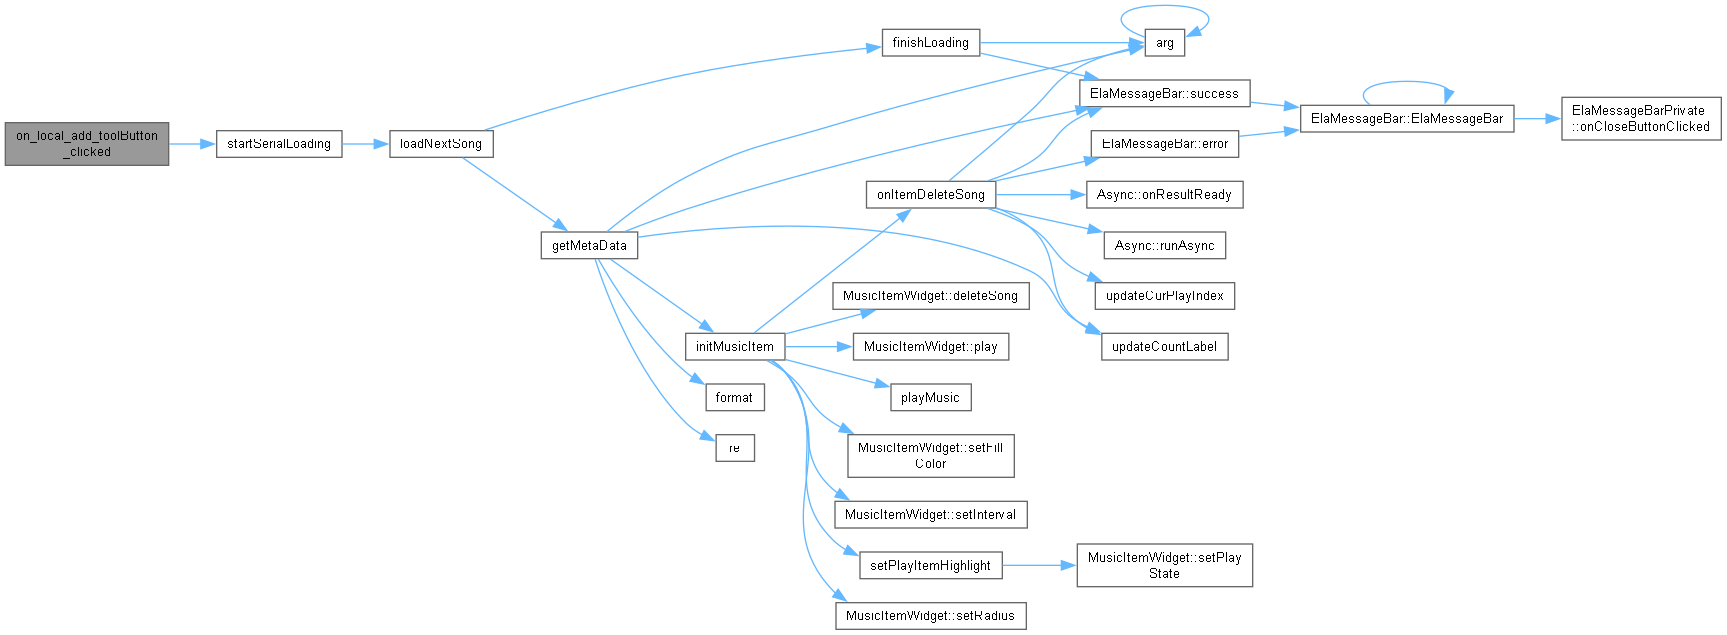 on_local_add_toolButton
_clicked
startSerialLoading
loadNextSong
finishLoading
getMetaData
arg
ElaMessageBar::success
ElaMessageBar::error
ElaMessageBar::ElaMessageBar
ElaMessageBarPrivate
::onCloseButtonClicked
onItemDeleteSong
Async::onResultReady
Async::runAsync
updateCurPlayIndex
updateCountLabel
initMusicItem
MusicItemWidget::deleteSong
MusicItemWidget::play
playMusic
format
re
MusicItemWidget::setFill
Color
MusicItemWidget::setInterval
setPlayItemHighlight
MusicItemWidget::setPlay
State
MusicItemWidget::setRadius